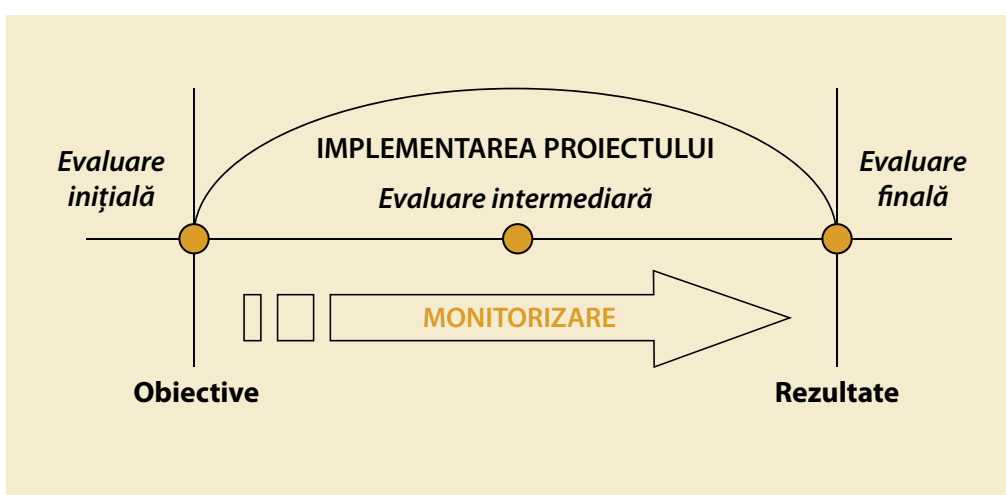 IMPLEMENTAREA PROIECTULUI
Evaluare
inițială
Evaluare intermediară
Evaluare
finală
MONITORIZARE
Obiective
Rezultate